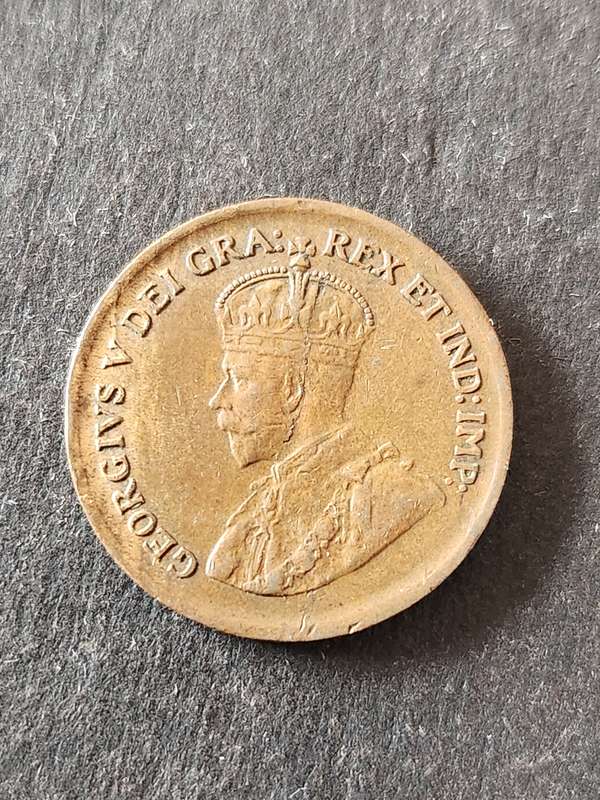 GEORGIVS V DEI GRA: REX ET IND: IMP: